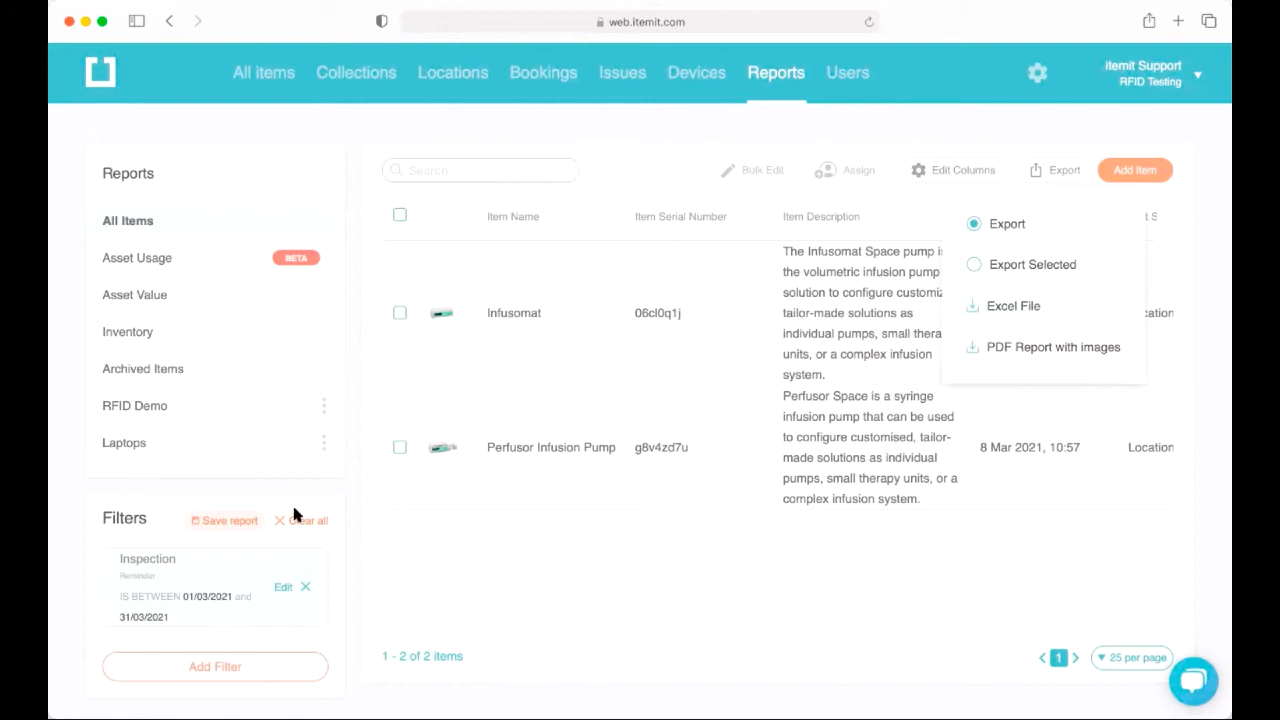 web.itemit.com
All items
Collections
Locations
Bookings
Issues
Devices
Reports
Users
itemit Support
RFID Testing
Reports
All Items
Asset Usage
BETA
Asset Value
Inventory
Archived Items
RFID Demo
Laptops
Filters
Save report
Clear all
Inspection
Reminder
IS BETWEEN 01/03/2021 and
31/03/2021
Edit
Add Filter
Search
Bulk Edit
Assign
Edit Columns
Export
Add Item
Item Name
Item Serial Number
Item Description
t S
Infusomat
06cl0q1j
The Infusomat Space pump i
the volumetric infusion pump
solution to configure customiz
tailor-made solutions as
individual pumps, small thera
units, or a complex infusion
system.
cation
Export
Export Selected
Excel File
PDF Report with images
Perfusor Infusion Pump
g8v4zd7u
Perfusor Space is a syringe
infusion pump that can be used
to configure customised, tailor-
made solutions as individual
pumps, small therapy units, or a
complex infusion system.
8 Mar 2021, 10:57
Location
1 - 2 of 2 items
1
25 per page